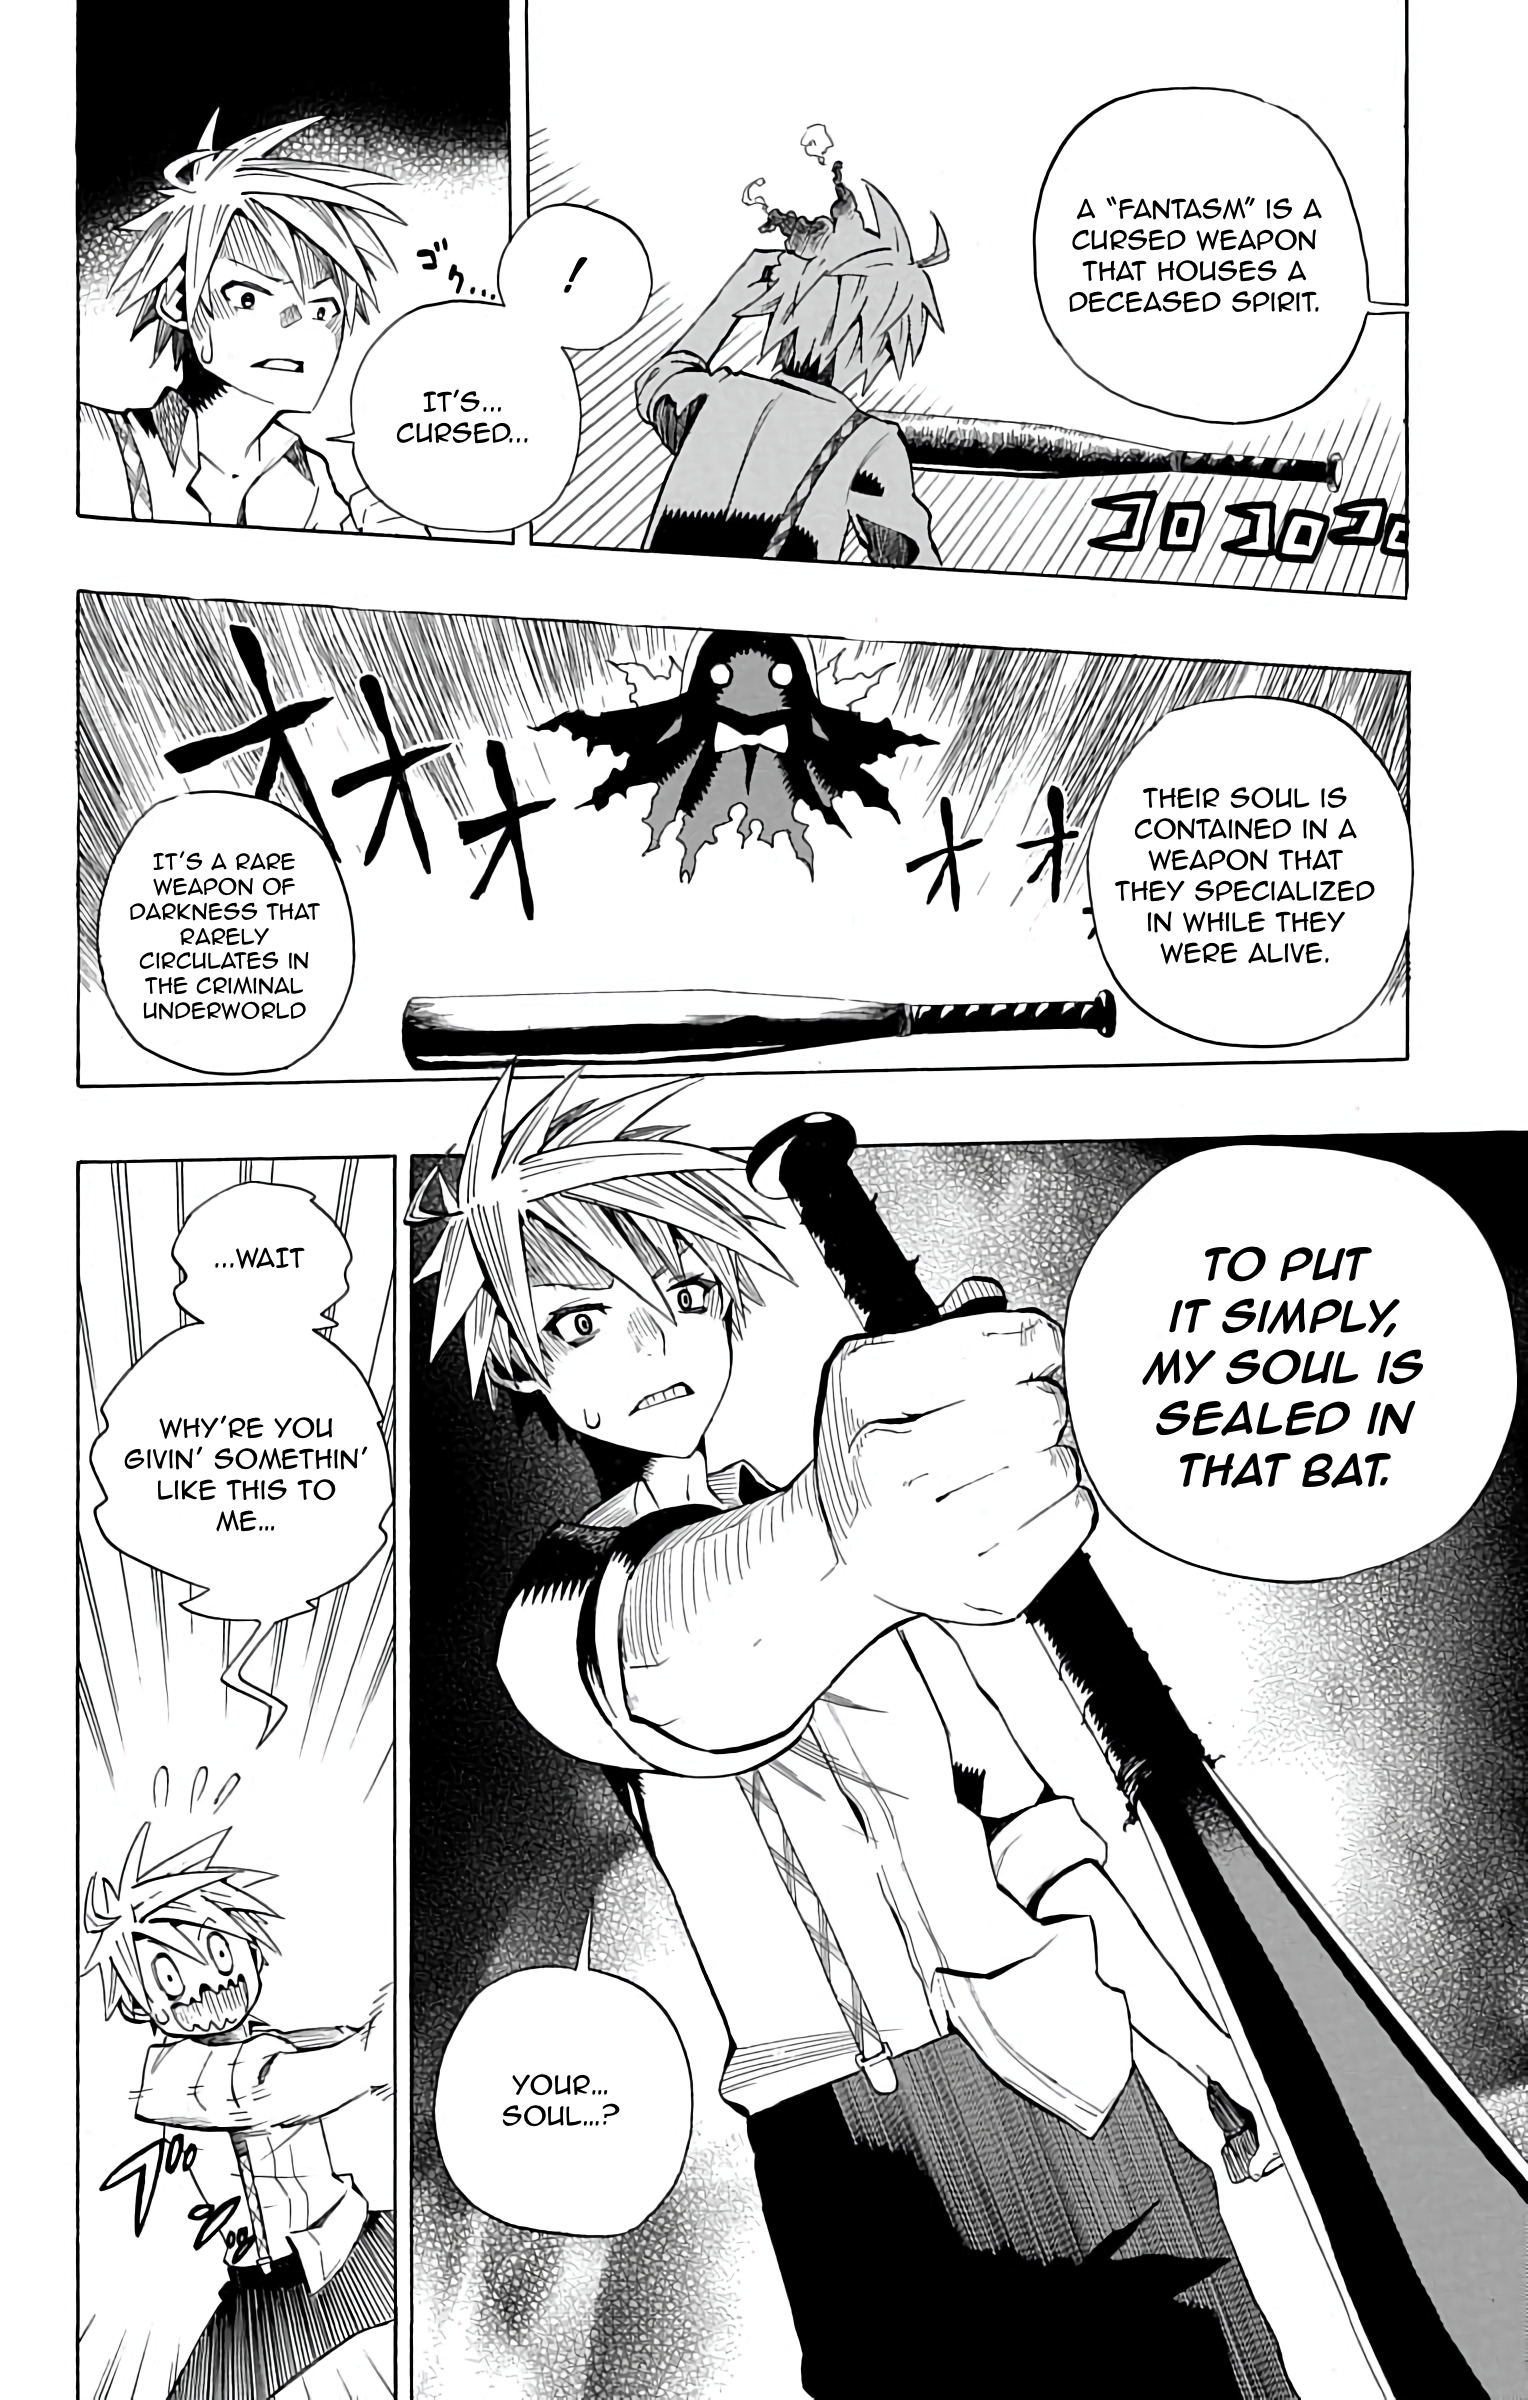 A "FANTASM" IS A
CURSED WEAPON
THAT HOUSES A
DECEASED SPIRIT.
コロコロコロ
!
ゴク...
IT'S...
CURSED...
THEIR SOUL IS
CONTAINED IN A
WEAPON THAT
THEY SPECIALIZED
IN WHILE THEY
WERE ALIVE.
オオオオオ
IT'S A RARE
WEAPON OF
DARKNESS THAT
RARELY
CIRCULATES IN
THE CRIMINAL
UNDERWORLD
TO PUT
IT SIMPLY,
MY SOUL IS
SEALED IN
THAT BAT.
YOUR...
SOUL...?
...WAIT
WHY'RE YOU
GIVIN' SOMETHIN'
LIKE THIS TO
ME...